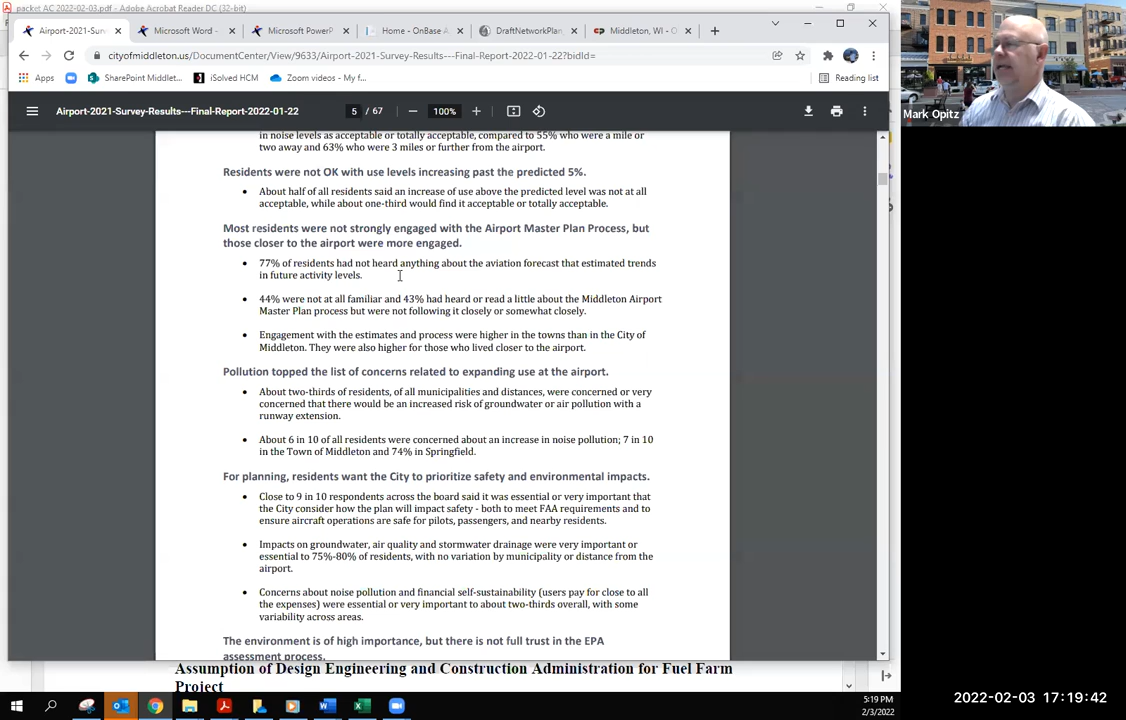 packet AC 2022-02-03.pdf - Adobe Acrobat Reader DC (32-bit)
Airport-2021-Surv
Microsoft Word -
Microsoft PowerP
Home - OnBase A
DraftNetworkPlan
Middleton, WI - O
cityofmiddleton.us/DocumentCenter/View/9633/Airport-2021-Survey-Results---Final-Report-2022-01-22?bidId=
Apps
SharePoint Middlet...
iSolved HCM
Zoom videos - My f...
Reading list
Airport-2021-Survey-Results---Final-Report-2022-01-22
5 / 67
100%
Mark Opitz
in noise levels as acceptable or totally acceptable, compared to 55% who were a mile or
two away and 63% who were 3 miles or further from the airport.
Residents were not OK with use levels increasing past the predicted 5%.
• About half of all residents said an increase of use above the predicted level was not at all
acceptable, while about one-third would find it acceptable or totally acceptable.
Most residents were not strongly engaged with the Airport Master Plan Process, but
those closer to the airport were more engaged.
• 77% of residents had not heard anything about the aviation forecast that estimated trends
in future activity levels.
• 44% were not at all familiar and 43% had heard or read a little about the Middleton Airport
Master Plan process but were not following it closely or somewhat closely.
• Engagement with the estimates and process were higher in the towns than in the City of
Middleton. They were also higher for those who lived closer to the airport.
Pollution topped the list of concerns related to expanding use at the airport.
• About two-thirds of residents, of all municipalities and distances, were concerned or very
concerned that there would be an increased risk of groundwater or air pollution with a
runway extension.
• About 6 in 10 of all residents were concerned about an increase in noise pollution; 7 in 10
in the Town of Middleton and 74% in Springfield.
For planning, residents want the City to prioritize safety and environmental impacts.
• Close to 9 in 10 respondents across the board said it was essential or very important that
the City consider how the plan will impact safety - both to meet FAA requirements and to
ensure aircraft operations are safe for pilots, passengers, and nearby residents.
• Impacts on groundwater, air quality and stormwater drainage were very important or
essential to 75%-80% of residents, with no variation by municipality or distance from the
airport.
• Concerns about noise pollution and financial self-sustainability (users pay for close to all
the expenses) were essential or very important to about two-thirds overall, with some
variability across areas.
The environment is of high importance, but there is not full trust in the EPA
assessment process.
Assumption of Design Engineering and Construction Administration for Fuel Farm
Project
5:19 PM
2/3/2022
2022-02-03 17:19:42